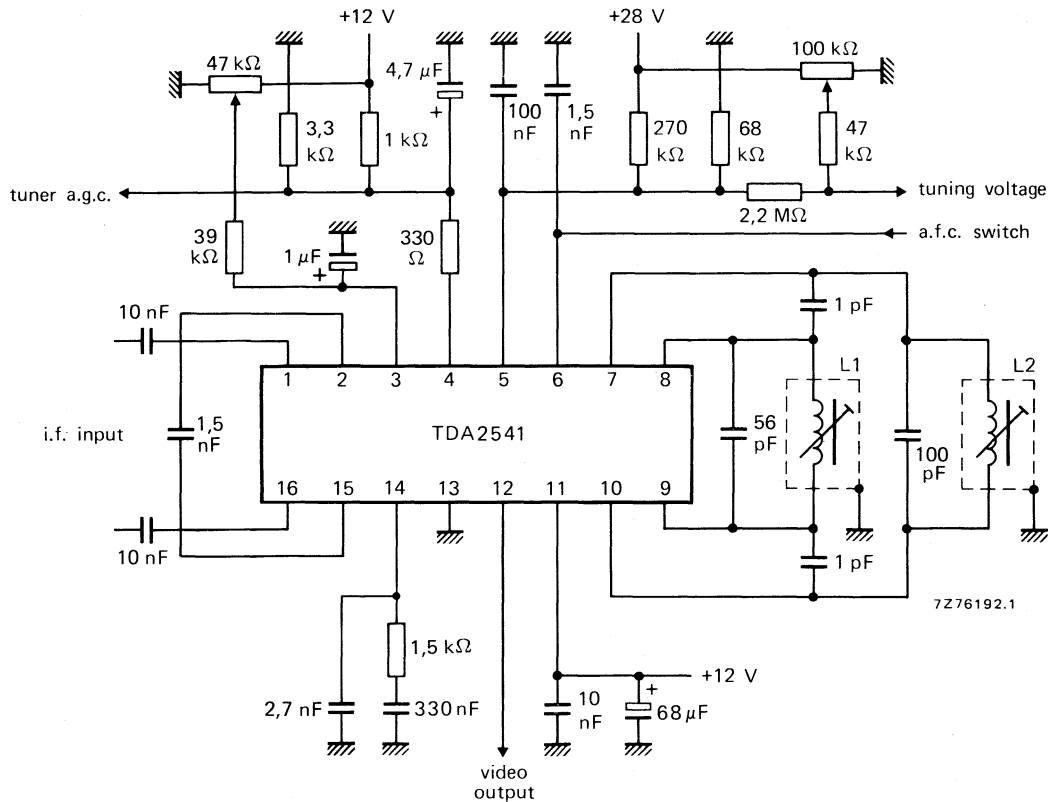 +12 V
+28 V
47 kΩ
4,7 µF
+
100 kΩ
3,3
kΩ
1 kΩ
100
nF
1,5
nF
270
kΩ
68
kΩ
47
kΩ
tuner a.g.c.
tuning voltage
2,2 MΩ
39
kΩ
1 µF
+
330
Ω
a.f.c. switch
10 nF
1 pF
1 2 3 4 5 6 7 8
L1
L2
i.f. input
1,5
nF
TDA2541
56
pF
100
pF
16 15 14 13 12 11 10 9
10 nF
1 pF
7Z76192.1
1,5 kΩ
+12 V
2,7 nF
330 nF
10
nF
+
68 µF
video
output